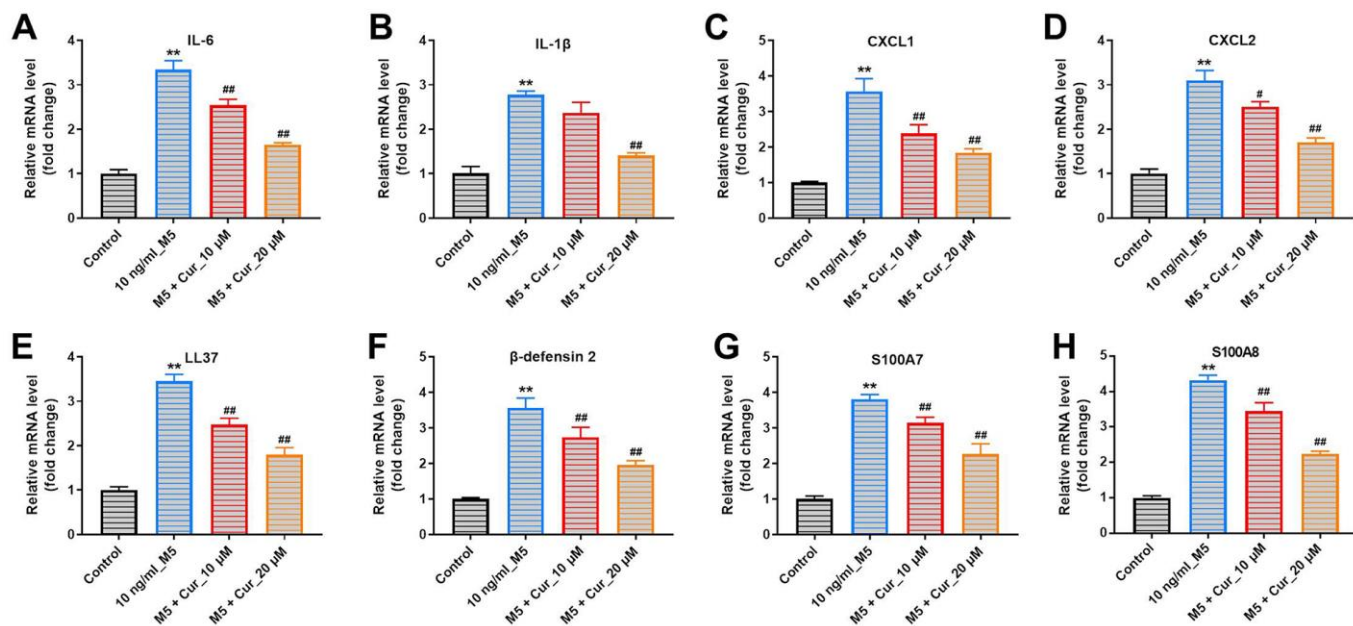 A
IL-6
Relative mRNA level
(fold change)
4
3
2
1
0
**
##
##
Control
10 ng/ml_M5
M5 + Cur_10 μM
M5 + Cur_20 μM
B
IL-1β
Relative mRNA level
(fold change)
4
3
2
1
0
**
##
Control
10 ng/ml_M5
M5 + Cur_10 μM
M5 + Cur_20 μM
C
CXCL1
Relative mRNA level
(fold change)
5
4
3
2
1
0
**
##
##
Control
10 ng/ml_M5
M5 + Cur_10 μM
M5 + Cur_20 μM
D
CXCL2
Relative mRNA level
(fold change)
4
3
2
1
0
**
#
##
Control
10 ng/ml_M5
M5 + Cur_10 μM
M5 + Cur_20 μM
E
LL37
Relative mRNA level
(fold change)
4
3
2
1
0
**
##
##
Control
10 ng/ml_M5
M5 + Cur_10 μM
M5 + Cur_20 μM
F
β-defensin 2
Relative mRNA level
(fold change)
5
4
3
2
1
0
**
##
##
Control
10 ng/ml_M5
M5 + Cur_10 μM
M5 + Cur_20 μM
G
S100A7
Relative mRNA level
(fold change)
5
4
3
2
1
0
**
##
##
Control
10 ng/ml_M5
M5 + Cur_10 μM
M5 + Cur_20 μM
H
S100A8
Relative mRNA level
(fold change)
5
4
3
2
1
0
**
##
##
Control
10 ng/ml_M5
M5 + Cur_10 μM
M5 + Cur_20 μM